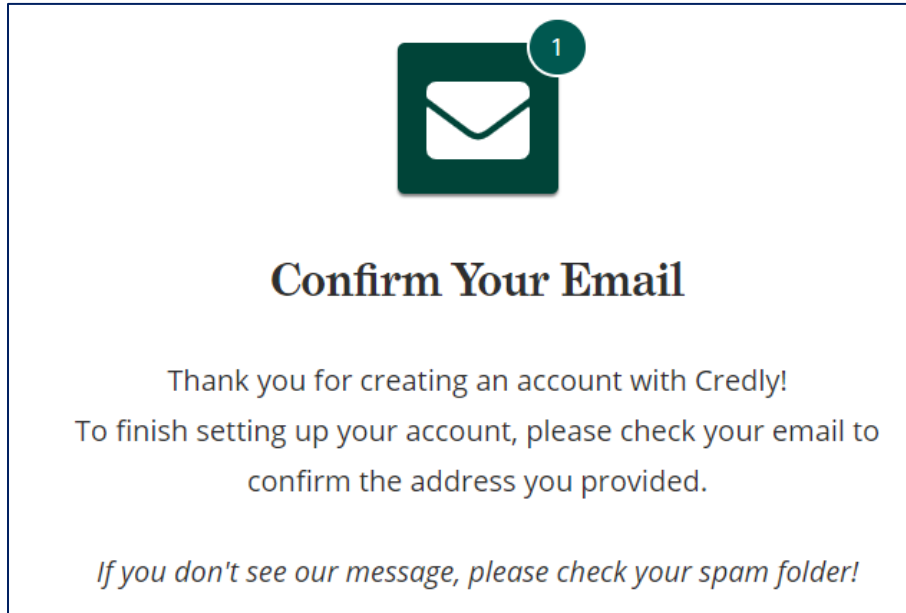 1
Confirm Your Email
Thank you for creating an account with Credly!
To finish setting up your account, please check your email to
confirm the address you provided.
If you don't see our message, please check your spam folder!